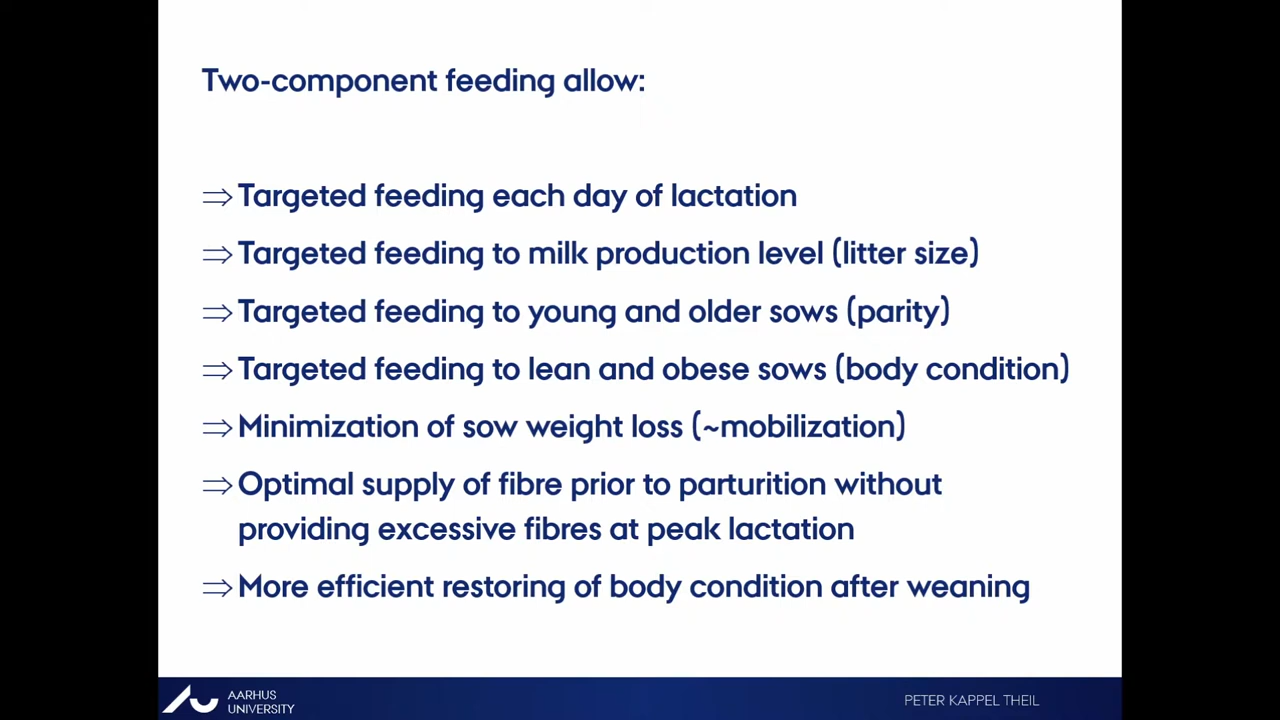 Two-component feeding allow:
⇒ Targeted feeding each day of lactation
⇒ Targeted feeding to milk production level (litter size)
⇒ Targeted feeding to young and older sows (parity)
⇒ Targeted feeding to lean and obese sows (body condition)
⇒ Minimization of sow weight loss (~mobilization)
⇒ Optimal supply of fibre prior to parturition without
providing excessive fibres at peak lactation
⇒ More efficient restoring of body condition after weaning
AARHUS
UNIVERSITY
PETER KAPPEL THEIL